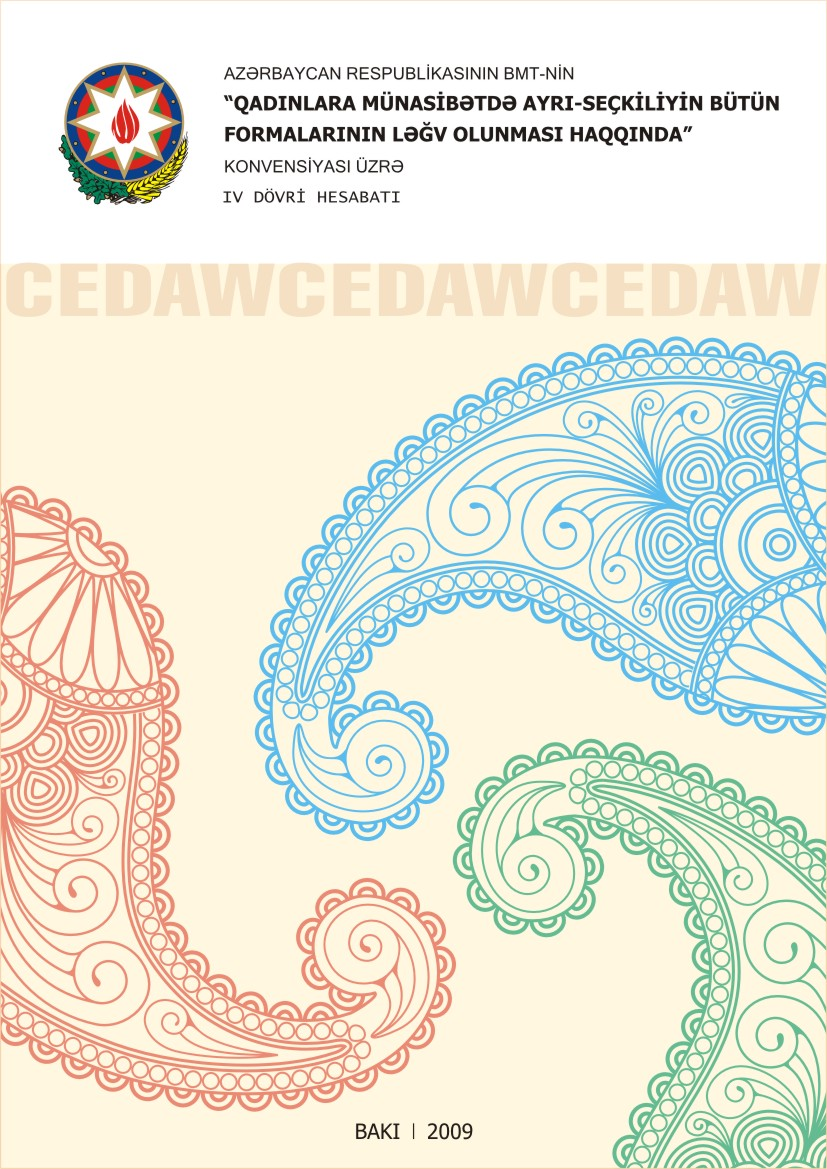 AZƏRBAYCAN RESPUBLİKASININ BMT-NİN
“QADINLARA MÜNASİBƏTDƏ AYRI-SEÇKİLİYİN BÜTÜN
FORMALARININ LƏĞV OLUNMASI HAQQINDA”
KONVENSİYASI ÜZRƏ
IV DÖVRİ HESABATI
CEDAWCEDAWCEDAW
BAKI | 2009